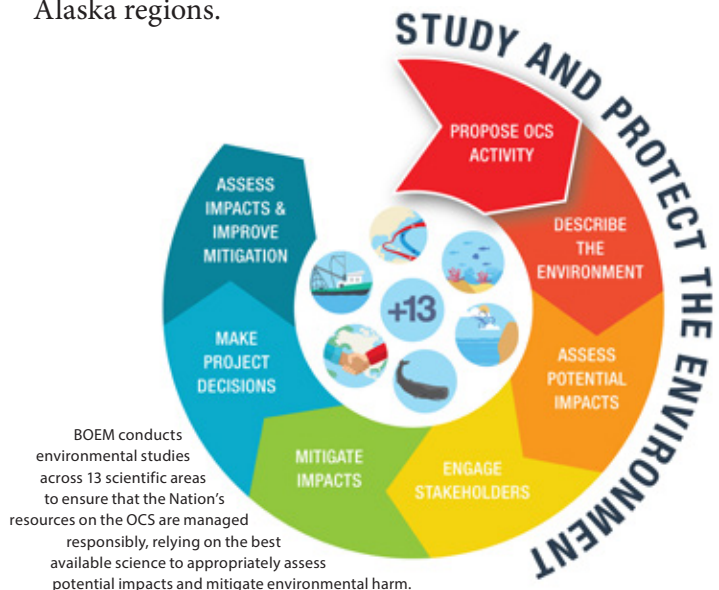 Alaska regions.
STUDY AND PROTECT THE ENVIRONMENT
PROPOSE OCS
ACTIVITY
DESCRIBE
THE
ENVIRONMENT
ASSESS
POTENTIAL
IMPACTS
ENGAGE
STAKEHOLDERS
MITIGATE
IMPACTS
MAKE
PROJECT
DECISIONS
ASSESS
IMPACTS &
IMPROVE
MITIGATION
+13
BOEM conducts
environmental studies
across 13 scientific areas
to ensure that the Nation's
resources on the OCS are managed
responsibly, relying on the best
available science to appropriately assess
potential impacts and mitigate environmental harm.